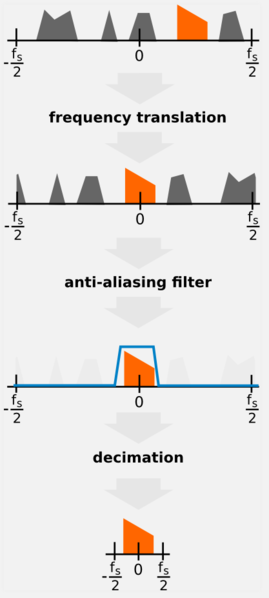 -fs/2 0 fs/2
frequency translation
-fs/2 0 fs/2
anti-aliasing filter
-fs/2 0 fs/2
decimation
-fs/2 0 fs/2